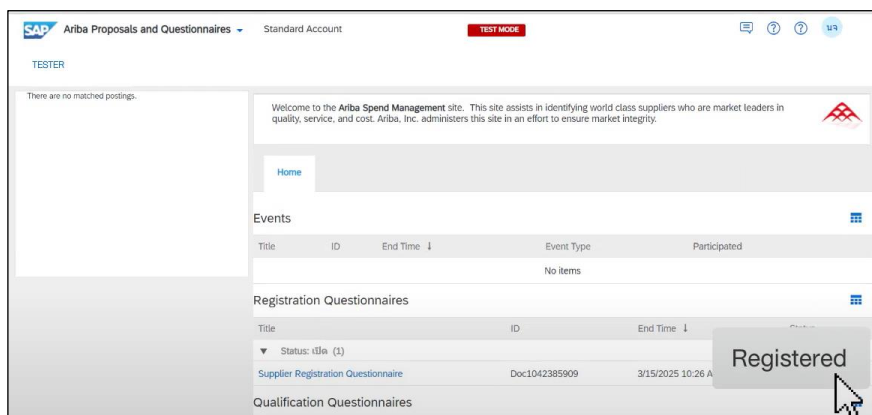 SAP Ariba Proposals and Questionnaires Standard Account TEST MODE ? ? นจ
TESTER
There are no matched postings.
Welcome to the Ariba Spend Management site. This site assists in identifying world class suppliers who are market leaders in
quality, service, and cost. Ariba, Inc. administers this site in an effort to ensure market integrity.
Home
Events
Title ID End Time ↓ Event Type Participated
No items
Registration Questionnaires
Title ID End Time ↓
▼ Status: เปิด (1)
Supplier Registration Questionnaire Doc1042385909 3/15/2025 10:26 A
Registered
Qualification Questionnaires